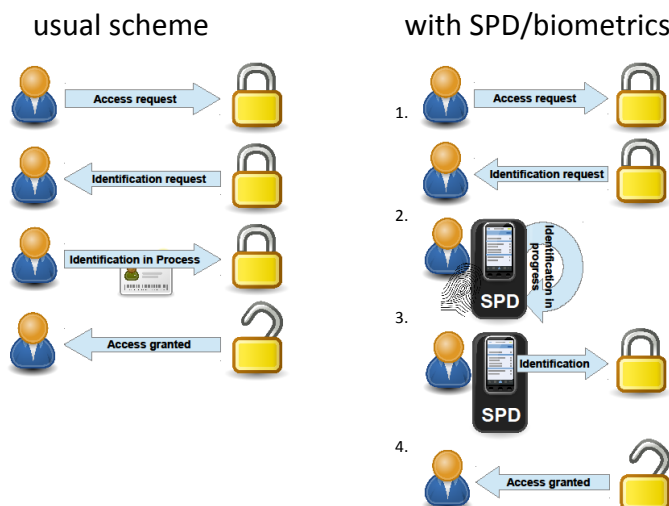 usual scheme
Access request
Identification request
Identification in Process
Access granted
with SPD/biometrics
1.
Access request
Identification request
2.
Identification in
progress
SPD
3.
Identification
SPD
4.
Access granted